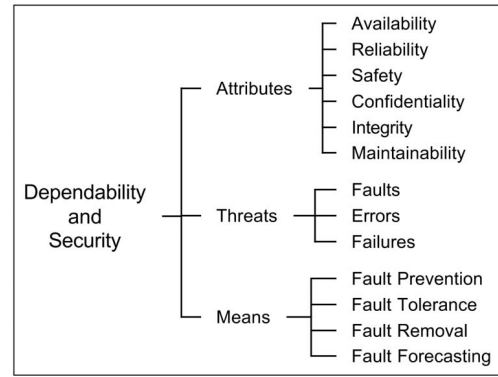 Dependability
and
Security
Attributes
Availability
Reliability
Safety
Confidentiality
Integrity
Maintainability
Threats
Faults
Errors
Failures
Means
Fault Prevention
Fault Tolerance
Fault Removal
Fault Forecasting